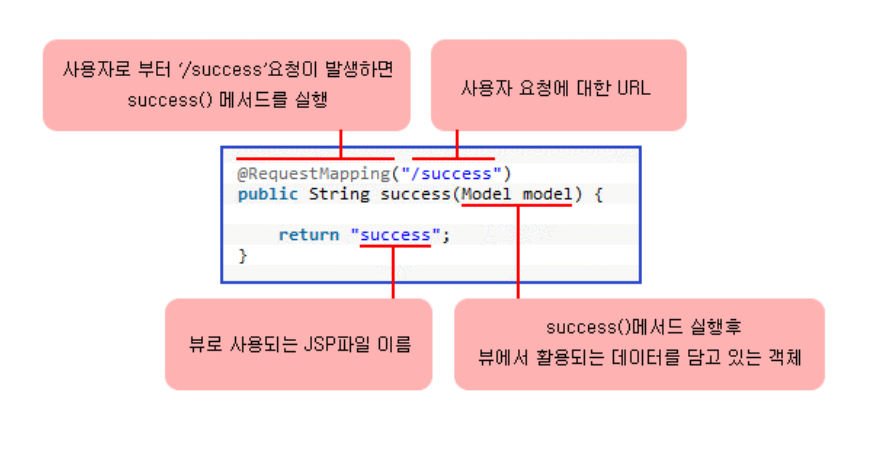 사용자로 부터 '/success'요청이 발생하면
success() 메서드를 실행
사용자 요청에 대한 URL
@RequestMapping("/success")
public String success(Model model) {
return "success";
}
뷰로 사용되는 JSP파일 이름
success()메서드 실행후
뷰에서 활용되는 데이터를 담고 있는 객체